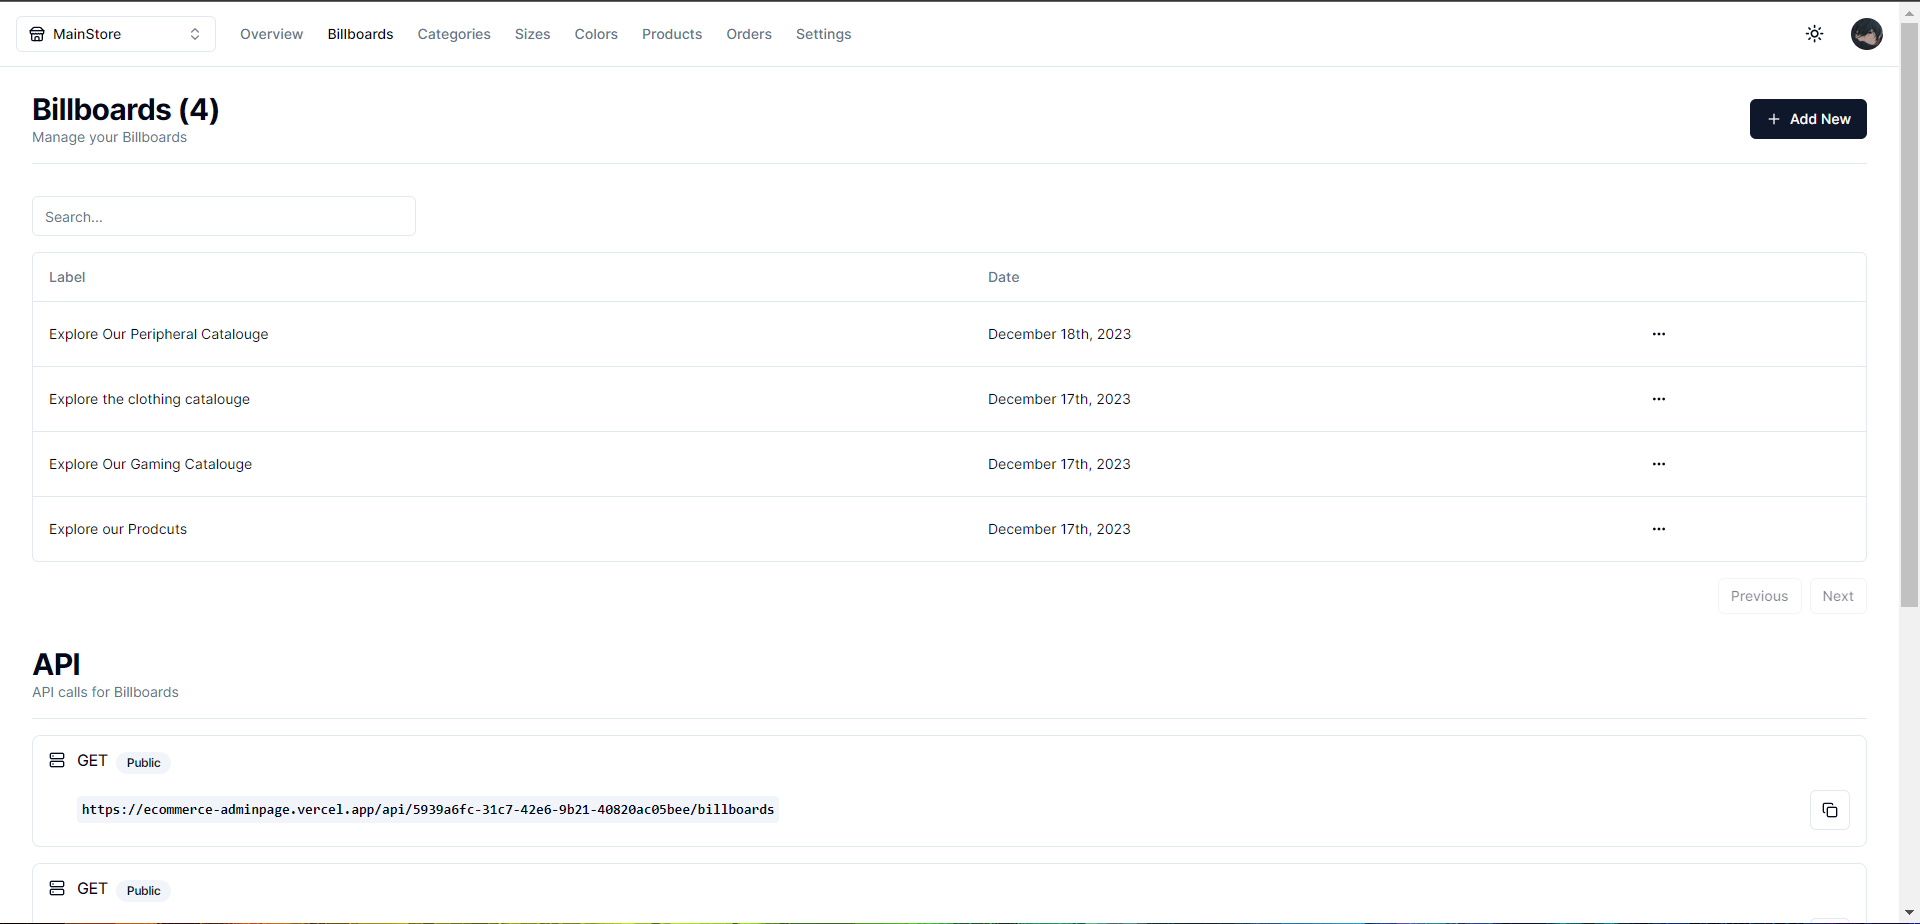 MainStore Overview Billboards Categories Sizes Colors Products Orders Settings
Billboards (4)
Manage your Billboards
+ Add New
Search...
Label Date
Explore Our Peripheral Catalouge December 18th, 2023 ...
Explore the clothing catalouge December 17th, 2023 ...
Explore Our Gaming Catalouge December 17th, 2023 ...
Explore our Prodcuts December 17th, 2023 ...
Previous Next
API
API calls for Billboards
GET Public
https://ecommerce-adminpage.vercel.app/api/5939a6fc-31c7-42e6-9b21-40820ac05bee/billboards
GET Public